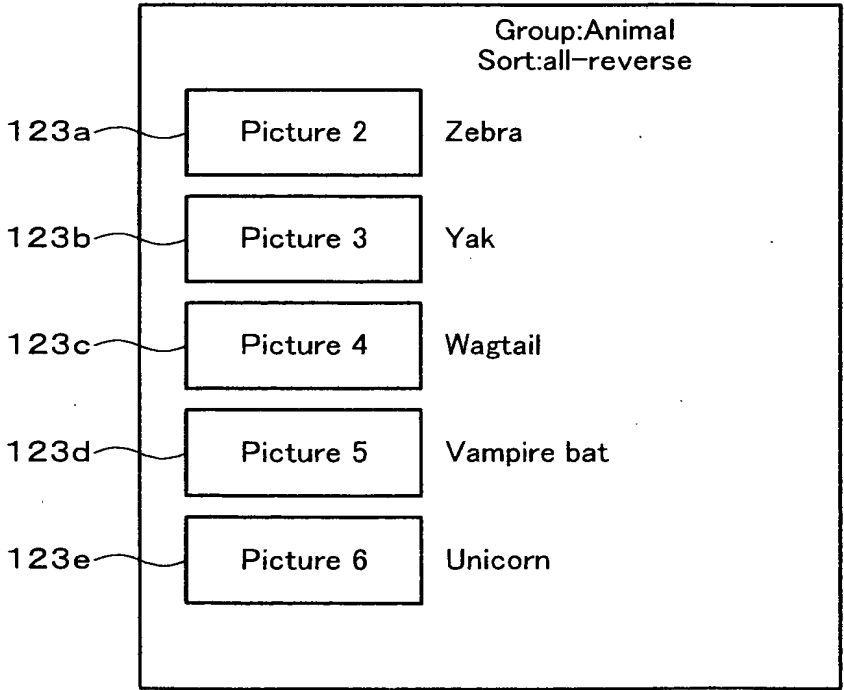 Group:Animal
Sort:all-reverse
123a Picture 2 Zebra
123b Picture 3 Yak
123c Picture 4 Wagtail
123d Picture 5 Vampire bat
123e Picture 6 Unicorn